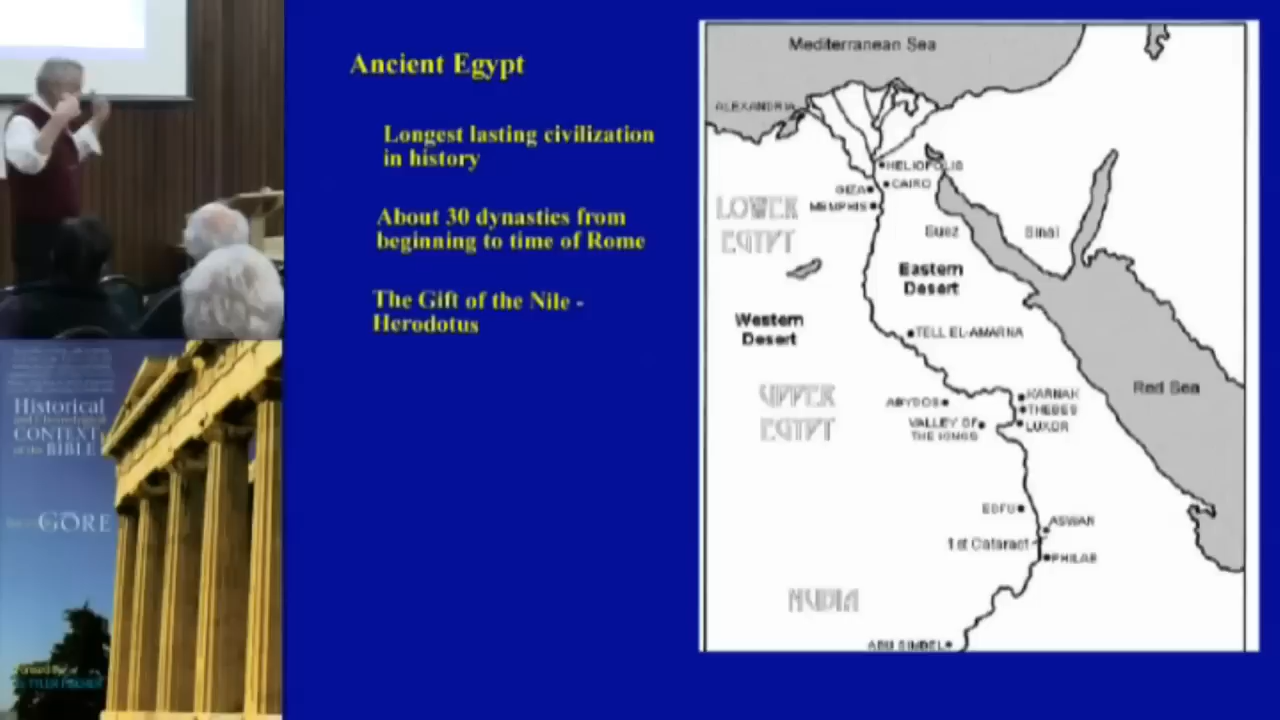 Ancient Egypt
Longest lasting civilization
in history
About 30 dynasties from
beginning to time of Rome
The Gift of the Nile -
Herodotus
Mediterranean Sea
ALEXANDRIA
HELIOPOLIS
CAIRO
GIZA
MEMPHIS
LOWER
EGYPT
Suez
Sinai
Eastern
Desert
Western
Desert
TELL EL-AMARNA
Red Sea
UPPER
EGYPT
ABYDOS
KARNAK
THEBES
LUXOR
VALLEY OF
THE KINGS
EDFU
ASWAN
1st Cataract
PHILAE
NUBIA
ABU SIMBEL
Historical
CONTEXT
of the BIBLE
GORE